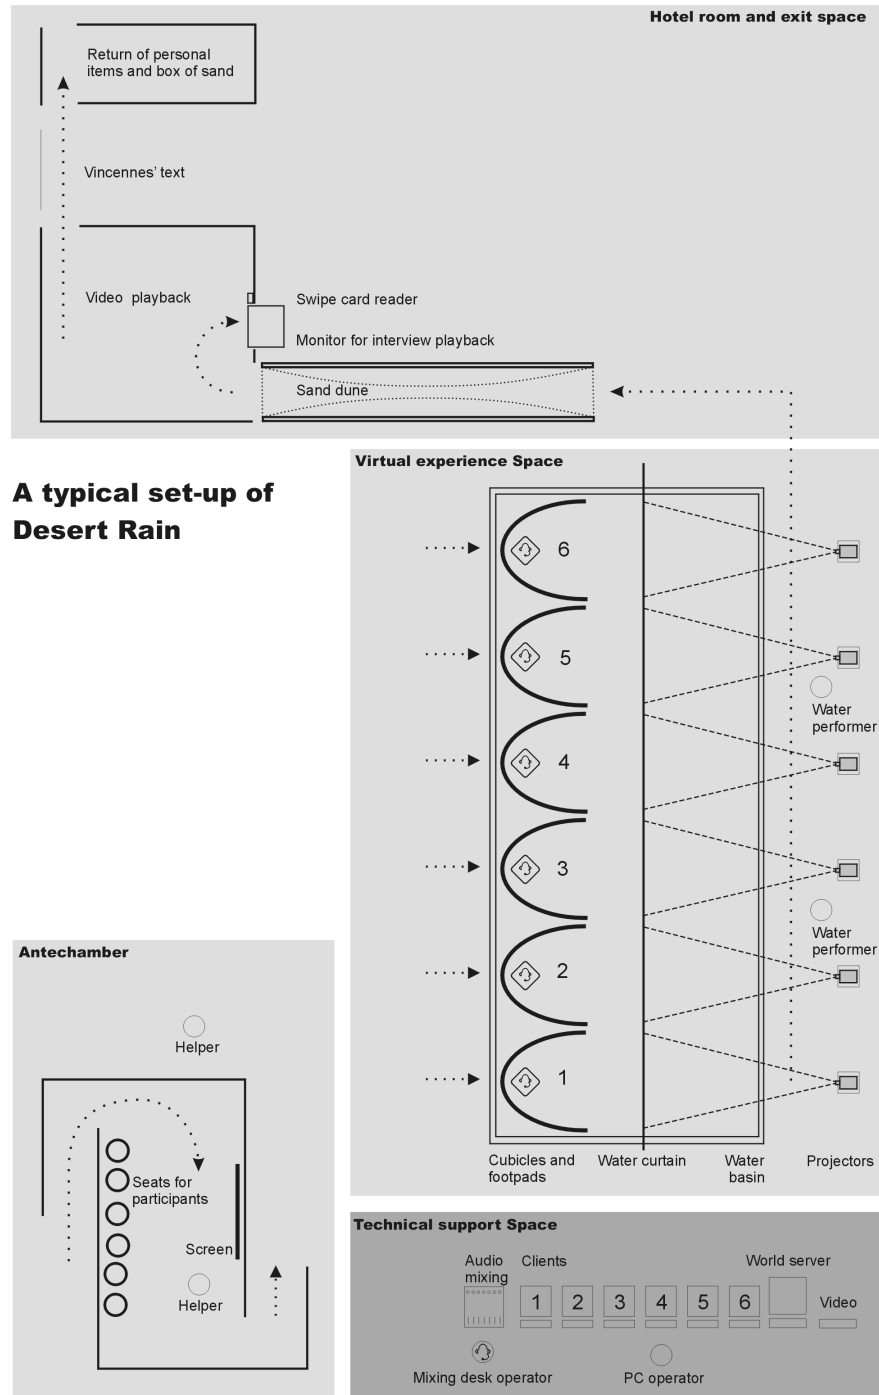 Hotel room and exit space
Return of personal
items and box of sand
Vincennes’ text
Video playback
Swipe card reader
Monitor for interview playback
Sand dune
A typical set-up of
Desert Rain
Virtual experience Space
6
5
4
3
2
1
Water
performer
Water
performer
Cubicles and
footpads
Water curtain
Water
basin
Projectors
Antechamber
Helper
Seats for
participants
Screen
Helper
Technical support Space
Audio
mixing
Clients
World server
1 2 3 4 5 6
Video
Mixing desk operator
PC operator